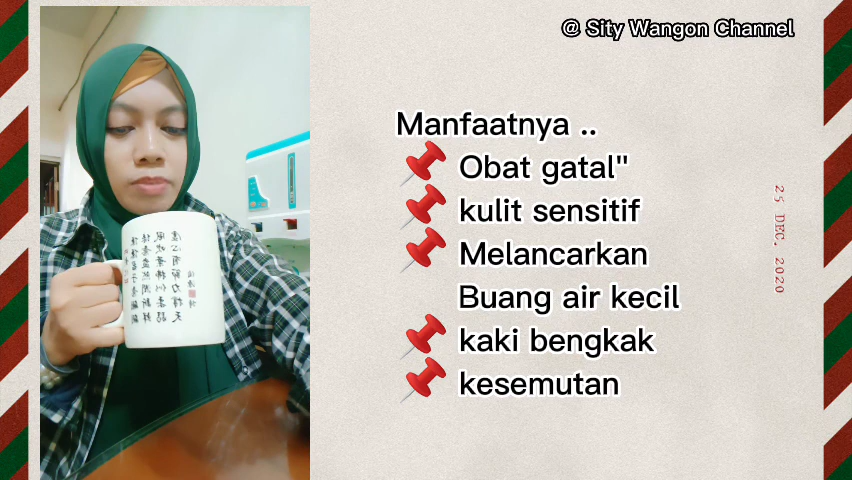 @ Sity Wangon Channel
Manfaatnya ..
Obat gatal"
kulit sensitif
Melancarkan
Buang air kecil
kaki bengkak
kesemutan
25 DEC. 2020